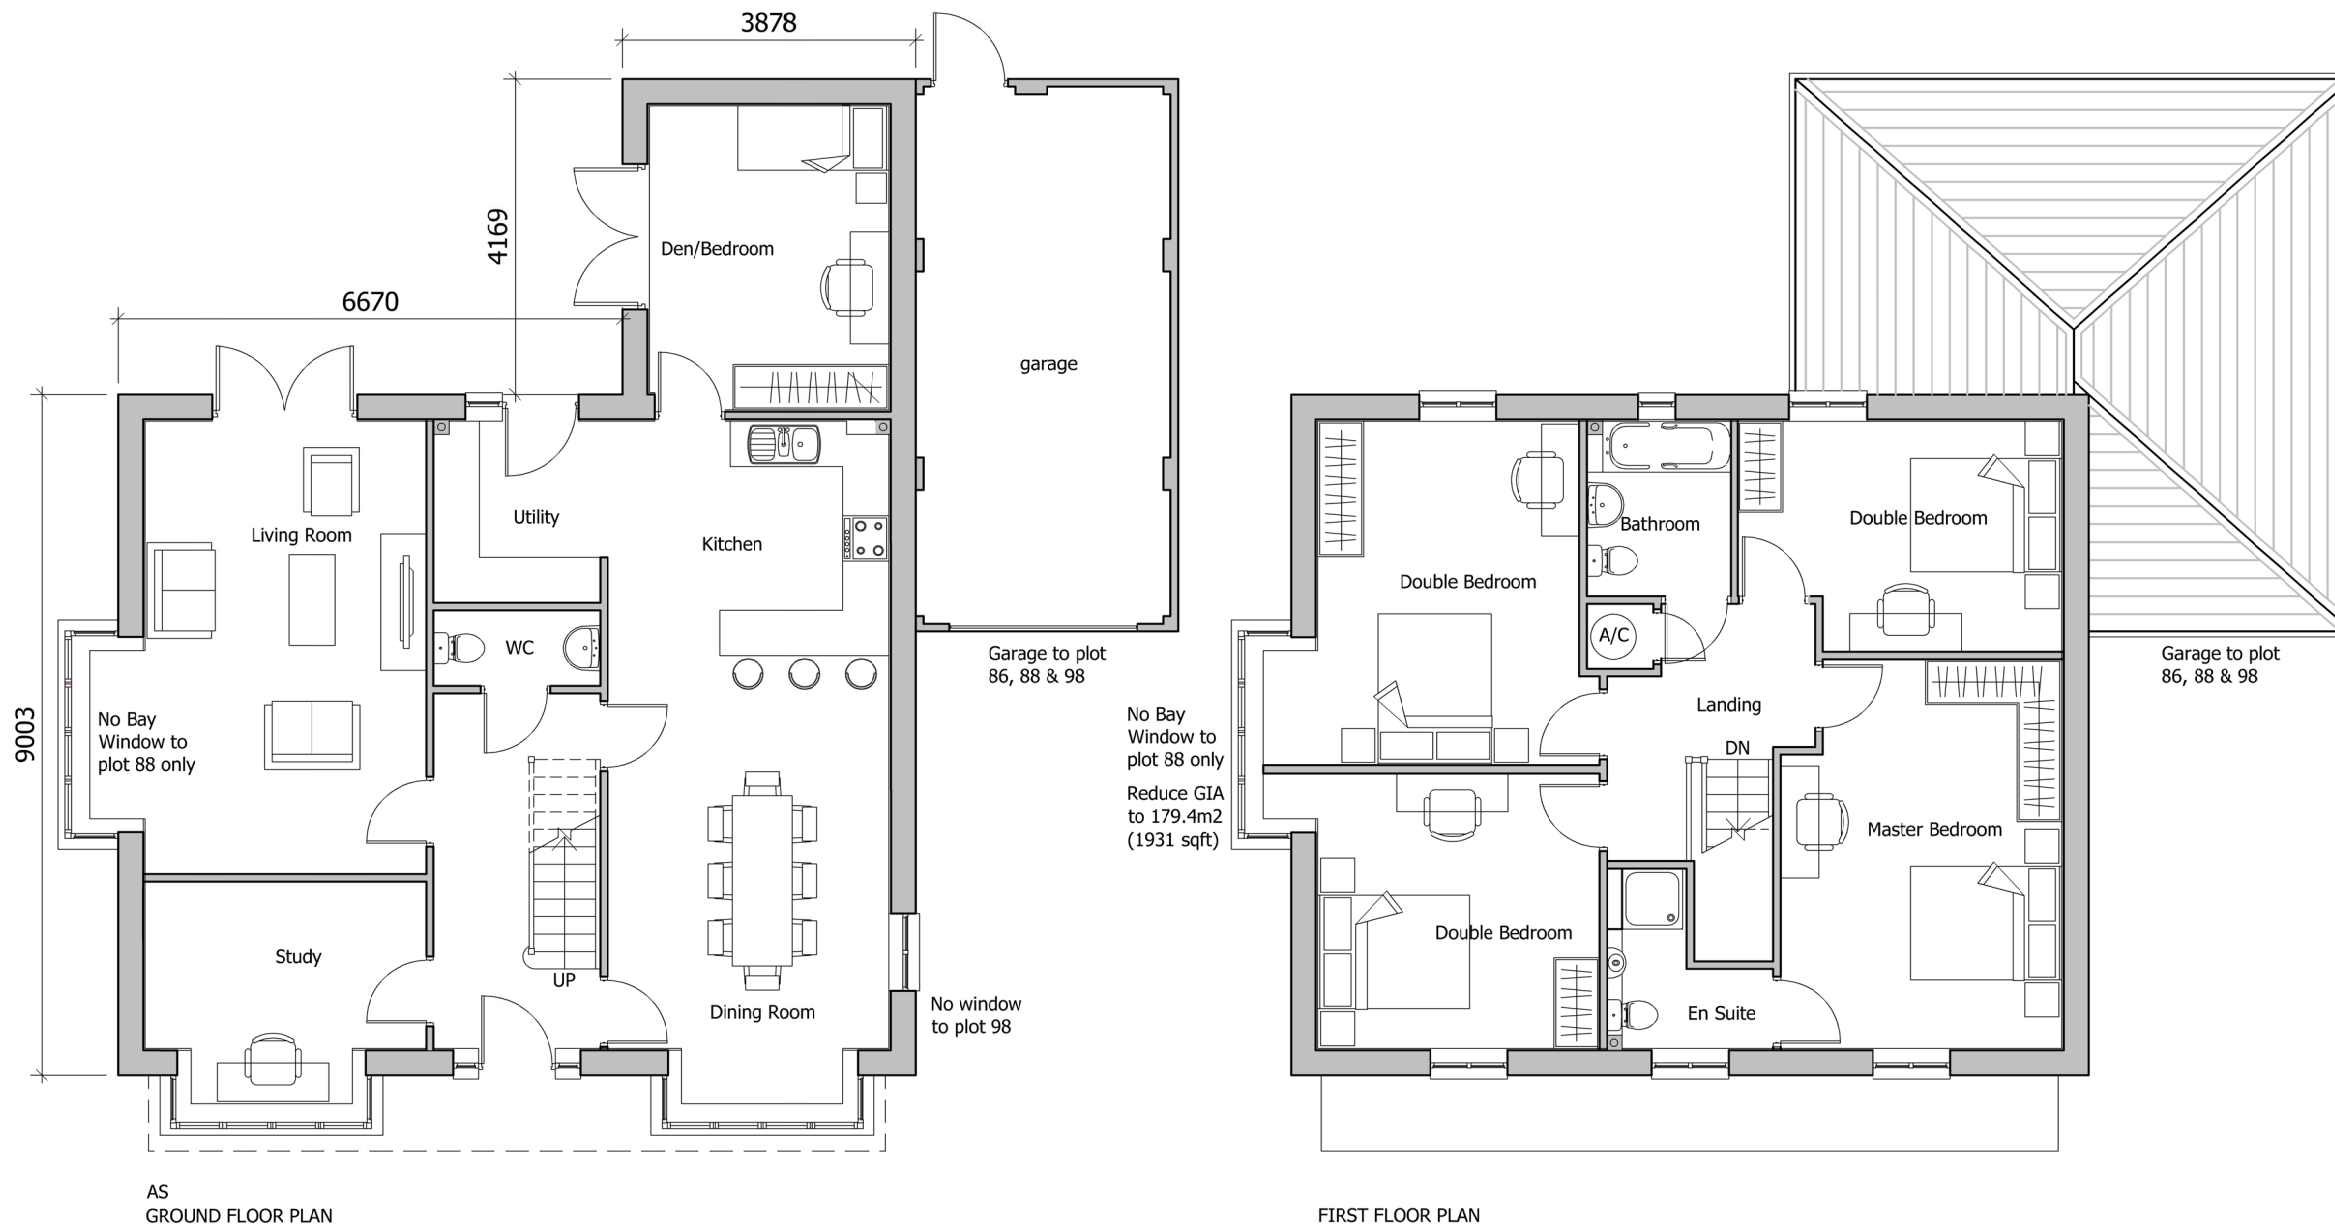 3878
4169
6670
9003
Den/Bedroom
garage
Living Room
Utility
Kitchen
WC
No Bay
Window to
plot 88 only
Garage to plot
86, 88 & 98
Study
UP
Dining Room
No window
to plot 98
AS
GROUND FLOOR PLAN
Double Bedroom
Bathroom
Double Bedroom
A/C
Garage to plot
86, 88 & 98
Landing
DN
No Bay
Window to
plot 88 only
Reduce GIA
to 179.4m2
(1931 sqft)
Master Bedroom
Double Bedroom
En Suite
FIRST FLOOR PLAN